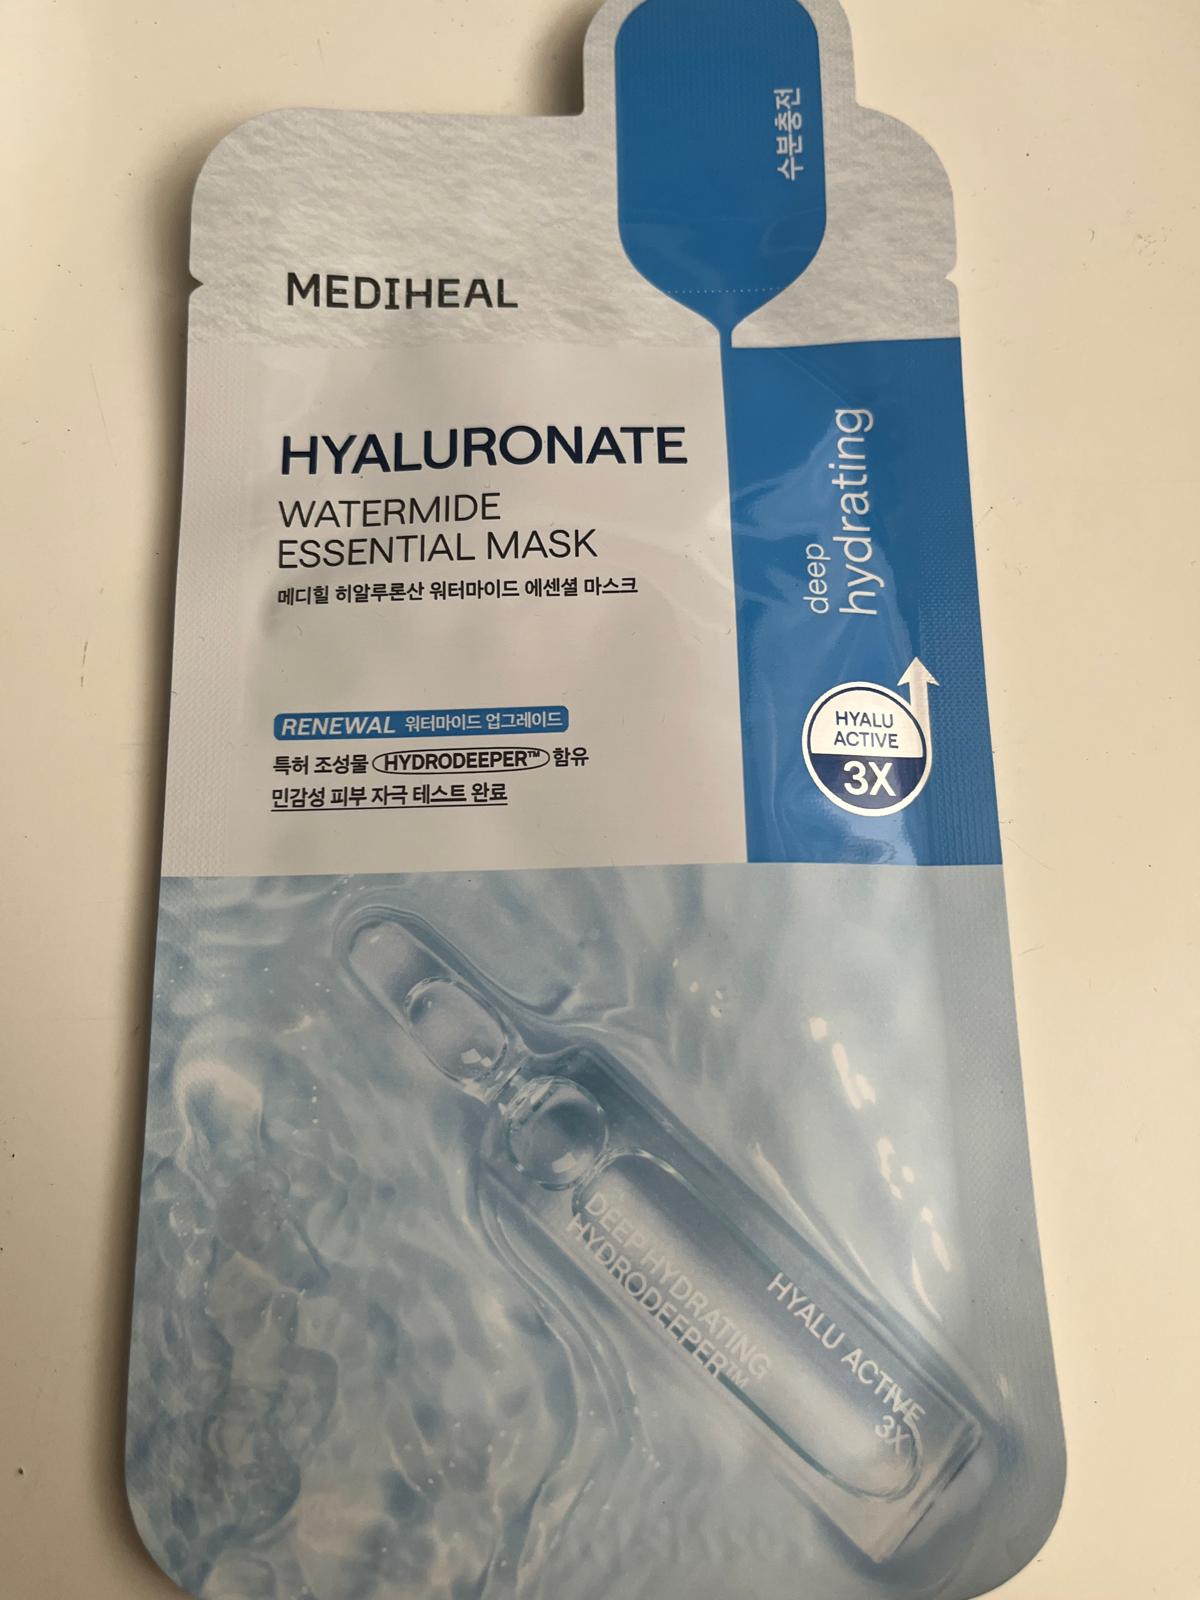 수분충전
MEDIHEAL
HYALURONATE
WATERMIDE
ESSENTIAL MASK
메디힐 히알루론산 워터마이드 에센셜 마스크
deep
hydrating
RENEWAL 워터마이드 업그레이드
특허 조성물 HYDRODEEPER™ 함유
민감성 피부 자극 테스트 완료
HYALU
ACTIVE
3X
DEEP HYDRATING
HYDRODEEPER™
HYALU ACTIVE
3X